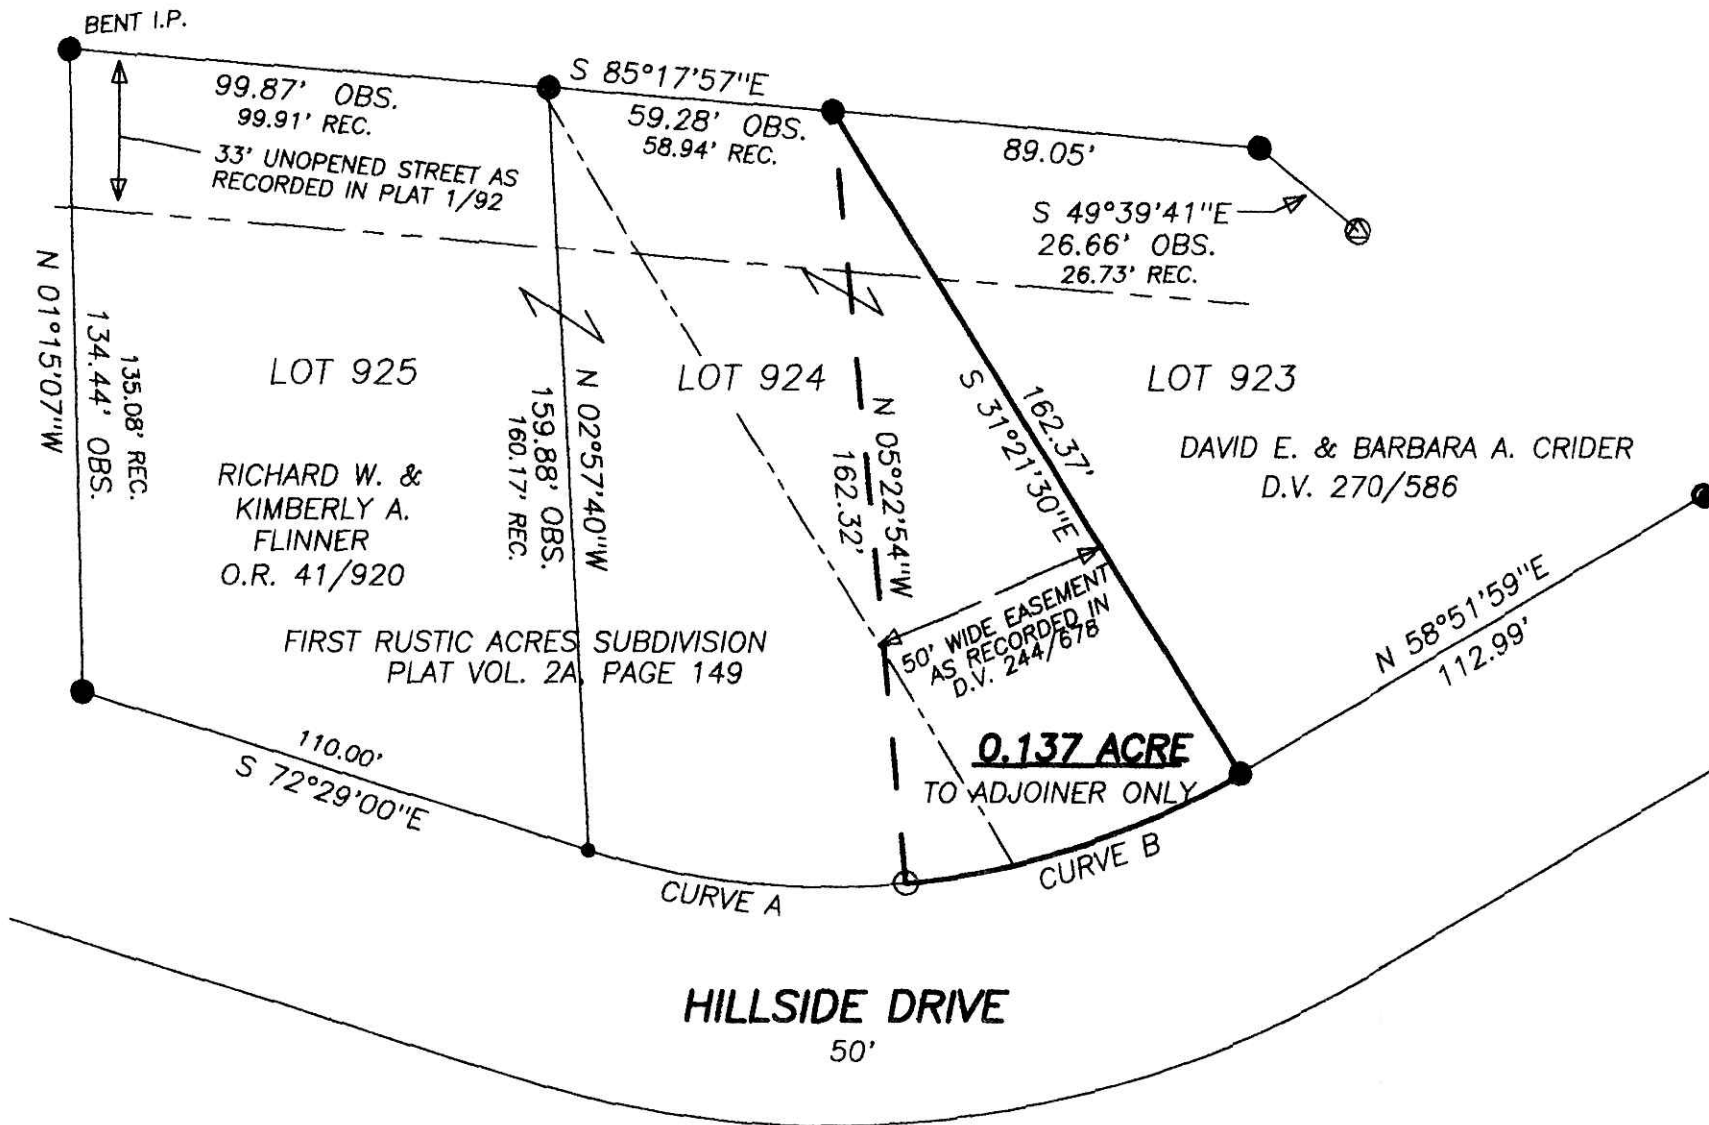 BENT I.P.
S 85°17'57"E
99.87' OBS.
99.91' REC.
59.28' OBS.
58.94' REC.
89.05'
33' UNOPENED STREET AS
RECORDED IN PLAT 1/92
S 49°39'41"E
26.66' OBS.
26.73' REC.
N 01°15'07"W
135.08' REC.
134.44' OBS.
LOT 925
N 02°57'40"W
159.88' OBS.
160.17' REC.
LOT 924
N 05°22'54"W
162.32'
162.37'
S 31°21'30"E
LOT 923
DAVID E. & BARBARA A. CRIDER
D.V. 270/586
RICHARD W. &
KIMBERLY A.
FLINNER
O.R. 41/920
FIRST RUSTIC ACRES SUBDIVISION
PLAT VOL. 2A, PAGE 149
50' WIDE EASEMENT
AS RECORDED IN
D.V. 244/678
N 58°51'59"E
112.99'
110.00'
S 72°29'00"E
0.137 ACRE
TO ADJOINER ONLY
CURVE A
CURVE B
HILLSIDE DRIVE
50'